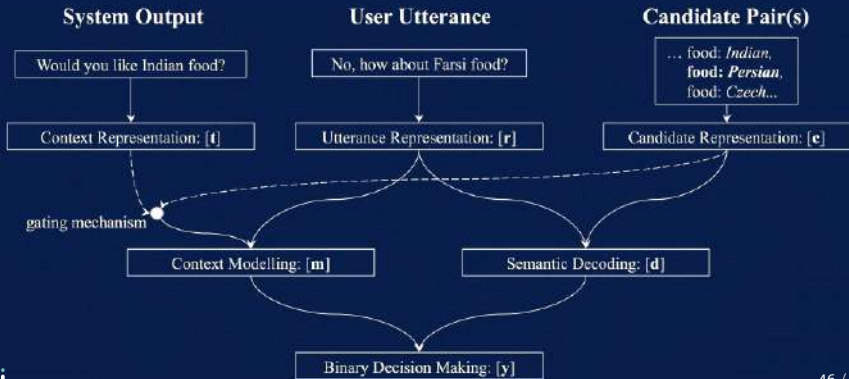 System Output
User Utterance
Candidate Pair(s)
Would you like Indian food?
No, how about Farsi food?
... food: Indian,
food: Persian,
food: Czech...
Context Representation: [t]
Utterance Representation: [r]
Candidate Representation: [c]
gating mechanism
Context Modelling: [m]
Semantic Decoding: [d]
Binary Decision Making: [y]